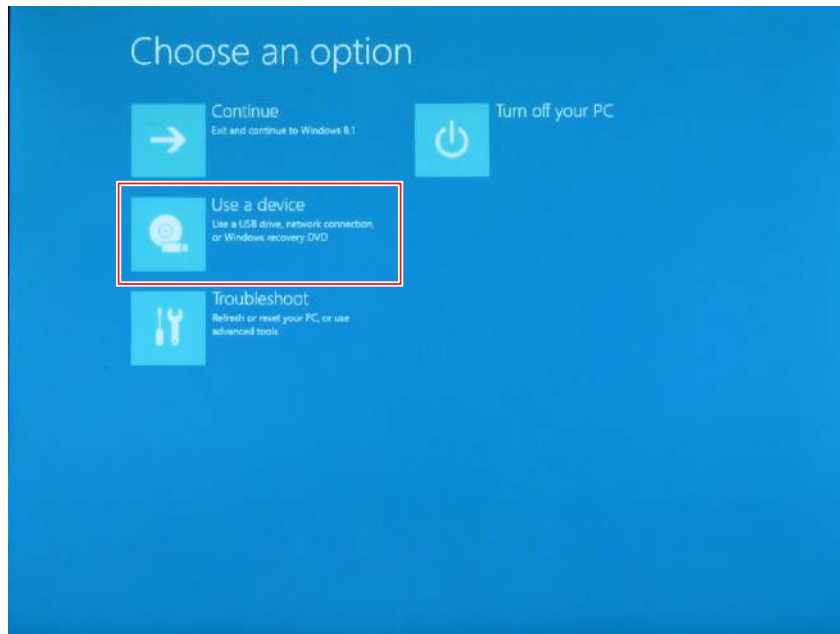 Choose an option
Continue
Exit and continue to Windows 8.1
Turn off your PC
Use a device
Use a USB drive, network connection,
or Windows recovery DVD
Troubleshoot
Refresh or reset your PC, or use
advanced tools